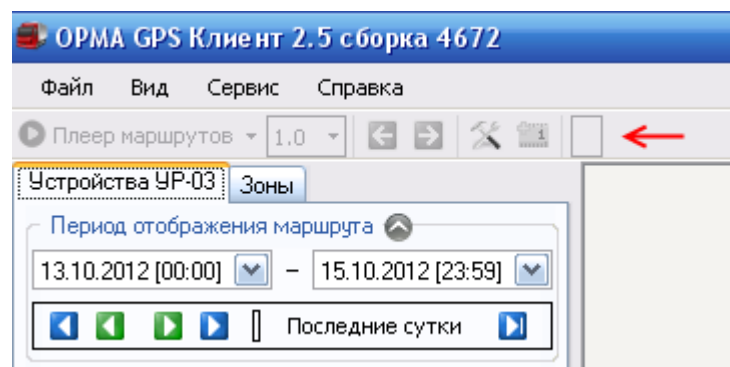 ОРМА GPS Клиент 2.5 сборка 4672
Файл Вид Сервис Справка
Плеер маршрутов 1.0
Устройства УР-03 Зоны
Период отображения маршрута
13.10.2012 [00:00] – 15.10.2012 [23:59]
Последние сутки